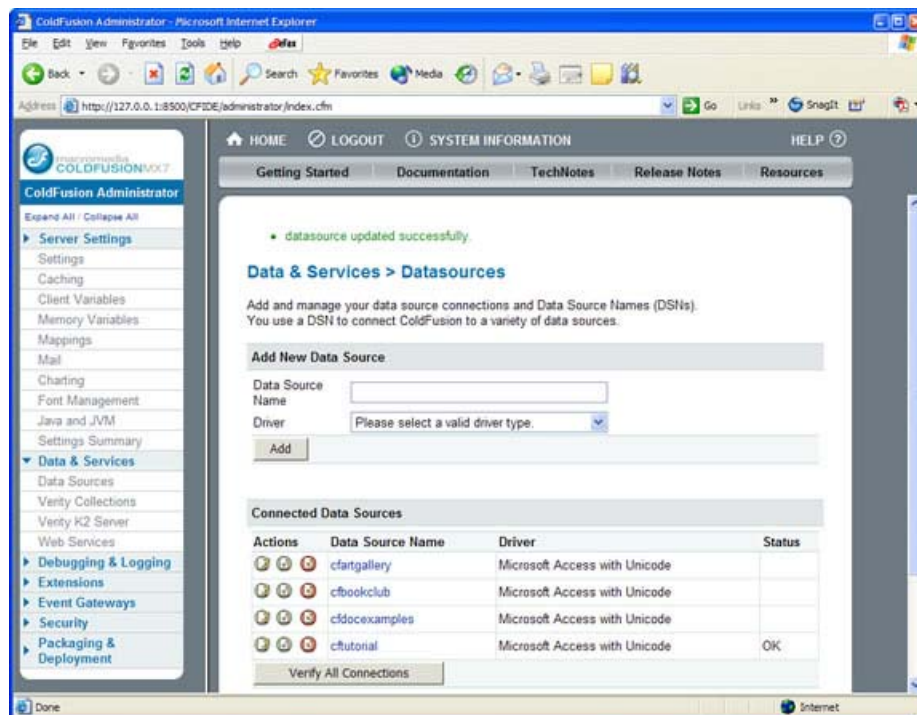 ColdFusion Administrator - Microsoft Internet Explorer
File Edit View Favorites Tools Help eFax
Back Search Favorites Media
Address http://127.0.0.1:8500/CFIDE/administrator/index.cfm Go Links » SnagIt
macromedia
COLDFUSION MX7
ColdFusion Administrator
Expand All / Collapse All
Server Settings
Settings
Caching
Client Variables
Memory Variables
Mappings
Mail
Charting
Font Management
Java and JVM
Settings Summary
Data & Services
Data Sources
Verity Collections
Verity K2 Server
Web Services
Debugging & Logging
Extensions
Event Gateways
Security
Packaging &
Deployment
HOME LOGOUT SYSTEM INFORMATION HELP
Getting Started Documentation TechNotes Release Notes Resources
• datasource updated successfully.
Data & Services > Datasources
Add and manage your data source connections and Data Source Names (DSNs).
You use a DSN to connect ColdFusion to a variety of data sources.
Add New Data Source
Data Source
Name
Driver Please select a valid driver type.
Add
Connected Data Sources
Actions Data Source Name Driver Status
cfartgallery Microsoft Access with Unicode
cfbookclub Microsoft Access with Unicode
cfdocexamples Microsoft Access with Unicode
cftutorial Microsoft Access with Unicode OK
Verify All Connections
Done Internet